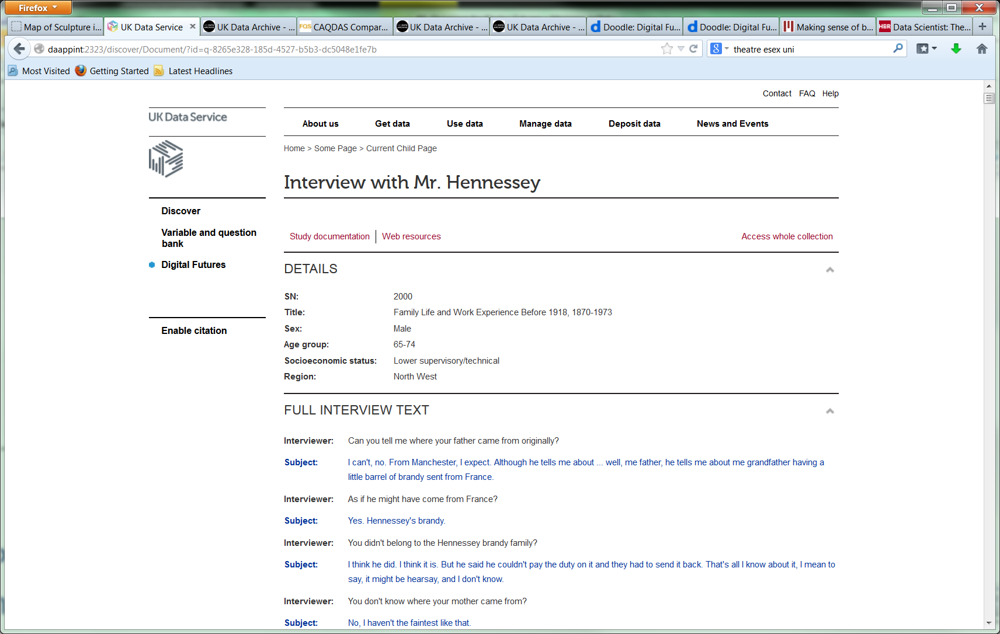 Firefox
Map of Sculpture i...
UK Data Service
UK Data Archive - ...
FQS CAQDAS Compar...
UK Data Archive - ...
UK Data Archive - ...
d Doodle: Digital Fu...
d Doodle: Digital Fu...
Making sense of b...
HBR Data Scientist: The...
daappint:2323/discover/Document/?id=q-8265e328-185d-4527-b5b3-dc5048e1fe7b
8 theatre esex uni
Most Visited Getting Started Latest Headlines
Contact FAQ Help
UK Data Service
About us Get data Use data Manage data Deposit data News and Events
Home > Some Page > Current Child Page
Interview with Mr. Hennessey
Discover
Variable and question
bank
Digital Futures
Enable citation
Study documentation Web resources Access whole collection
DETAILS
SN: 2000
Title: Family Life and Work Experience Before 1918, 1870-1973
Sex: Male
Age group: 65-74
Socioeconomic status: Lower supervisory/technical
Region: North West
FULL INTERVIEW TEXT
Interviewer: Can you tell me where your father came from originally?
Subject: I can't, no. From Manchester, I expect. Although he tells me about ... well, me father, he tells me about me grandfather having a
little barrel of brandy sent from France.
Interviewer: As if he might have come from France?
Subject: Yes. Hennessey's brandy.
Interviewer: You didn't belong to the Hennessey brandy family?
Subject: I think he did. I think it is. But he said he couldn't pay the duty on it and they had to send it back. That's all I know about it, I mean to
say, it might be hearsay, and I don't know.
Interviewer: You don't know where your mother came from?
Subject: No, I haven't the faintest like that.